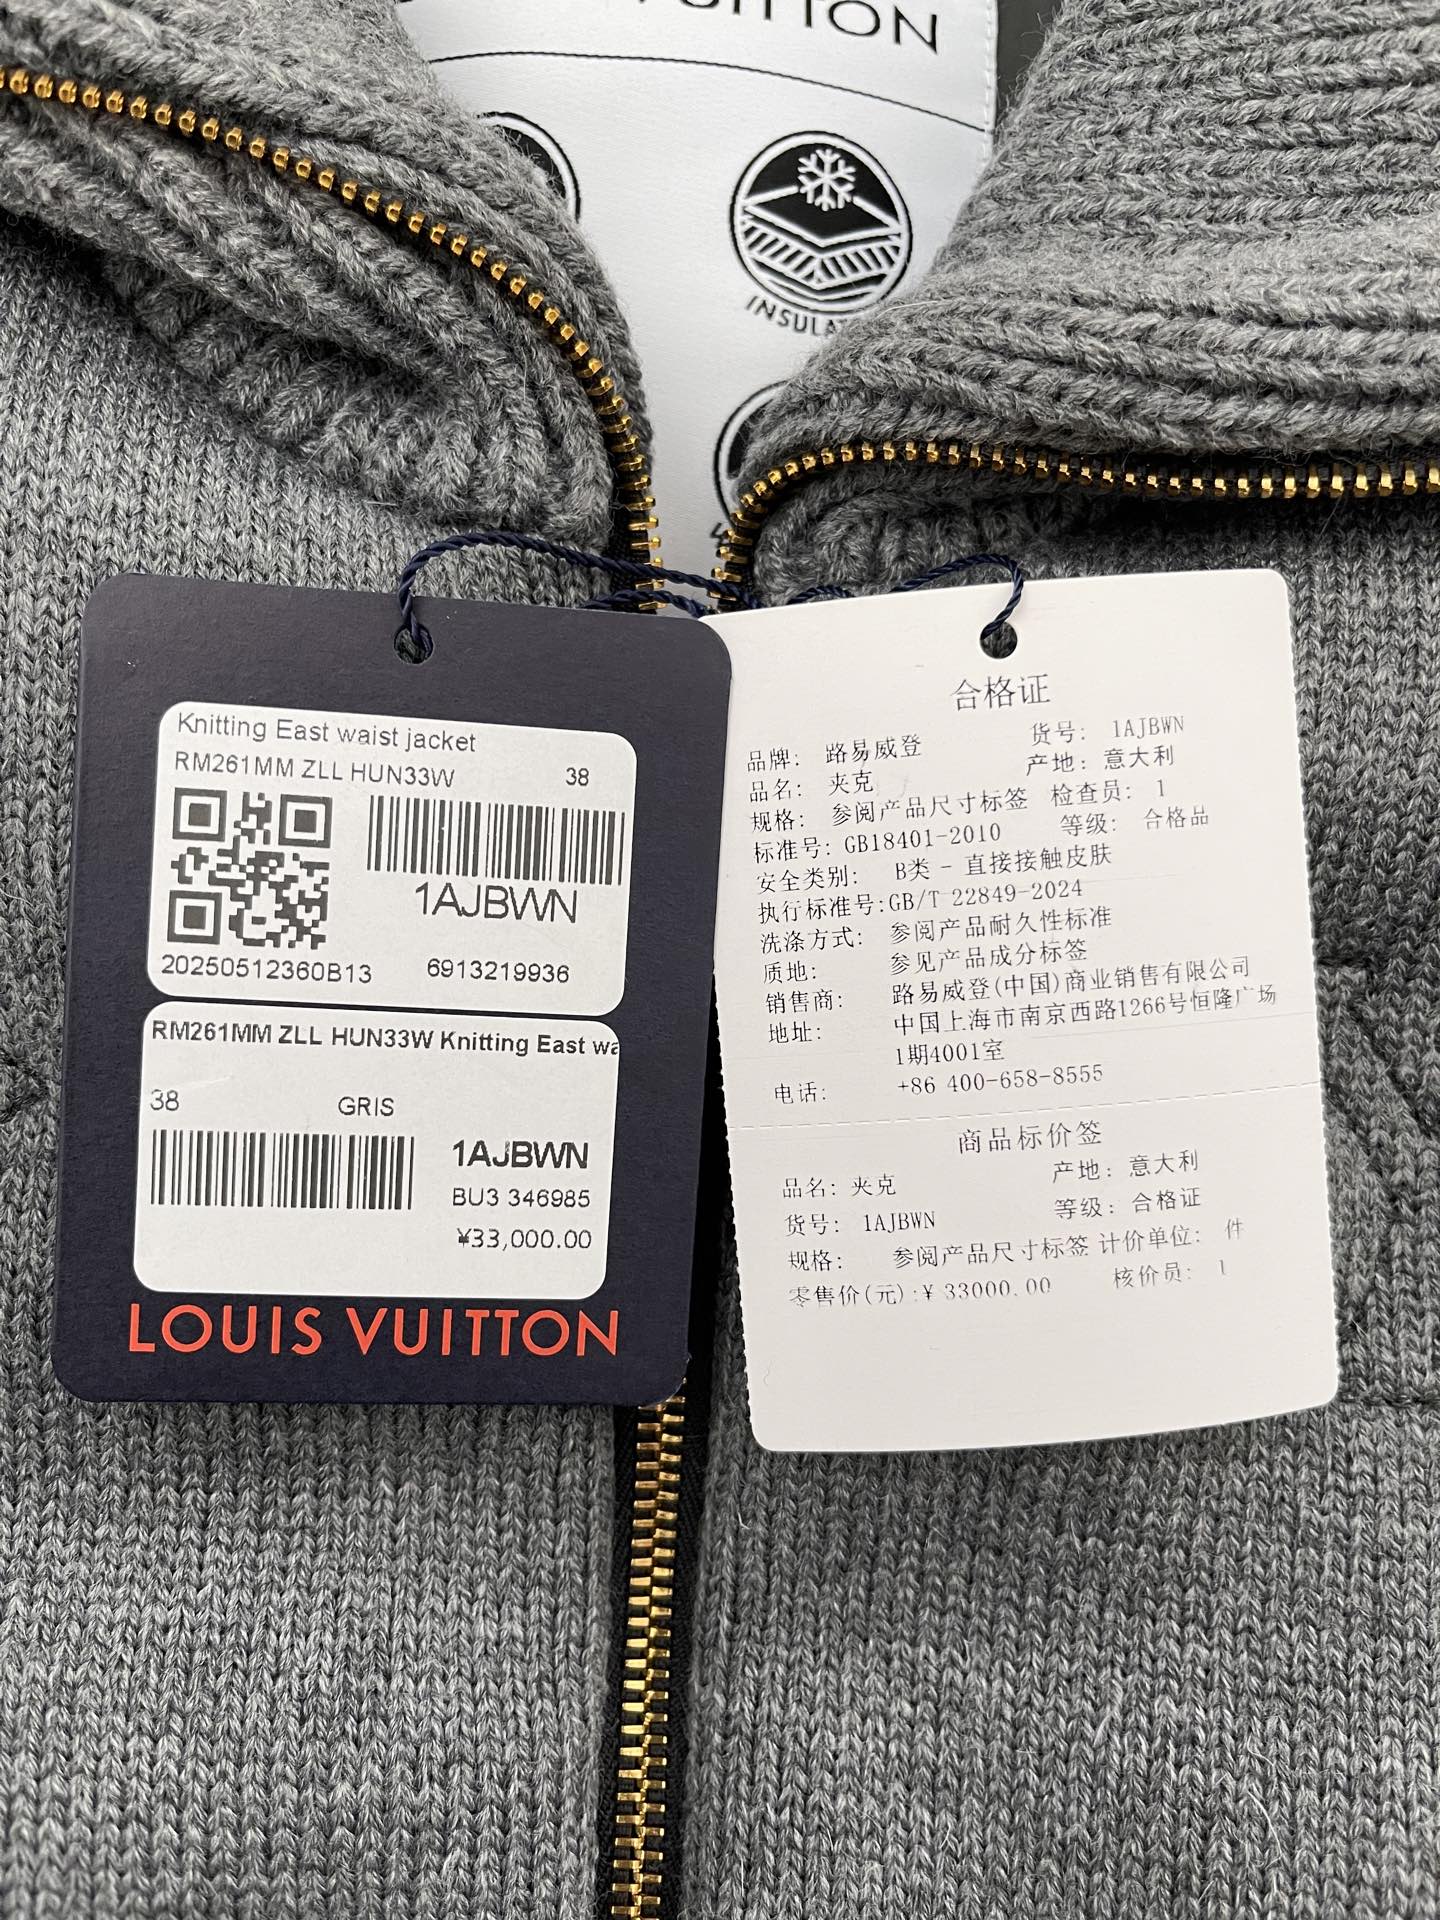 VUITTON
INSULAT
Knitting East waist jacket
RM261MM ZLL HUN33W 38
1AJBWN
20250512360B13 6913219936
RM261MM ZLL HUN33W Knitting East wa
38 GRIS
1AJBWN
BU3 346985
¥33,000.00
LOUIS VUITTON
合格证
品牌: 路易威登 货号: 1AJBWN
品名: 夹克 产地: 意大利
规格: 参阅产品尺寸标签 检查员: 1
标准号: GB18401-2010 等级: 合格品
安全类别: B类 - 直接接触皮肤
执行标准号:GB/T 22849-2024
洗涤方式: 参阅产品耐久性标准
质地: 参见产品成分标签
销售商: 路易威登(中国)商业销售有限公司
地址: 中国上海市南京西路1266号恒隆广场
1期4001室
电话: +86 400-658-8555
商品标价签
品名: 夹克 产地: 意大利
货号: 1AJBWN 等级: 合格证
规格: 参阅产品尺寸标签 计价单位: 件
零售价(元):¥ 33000.00 核价员: 1